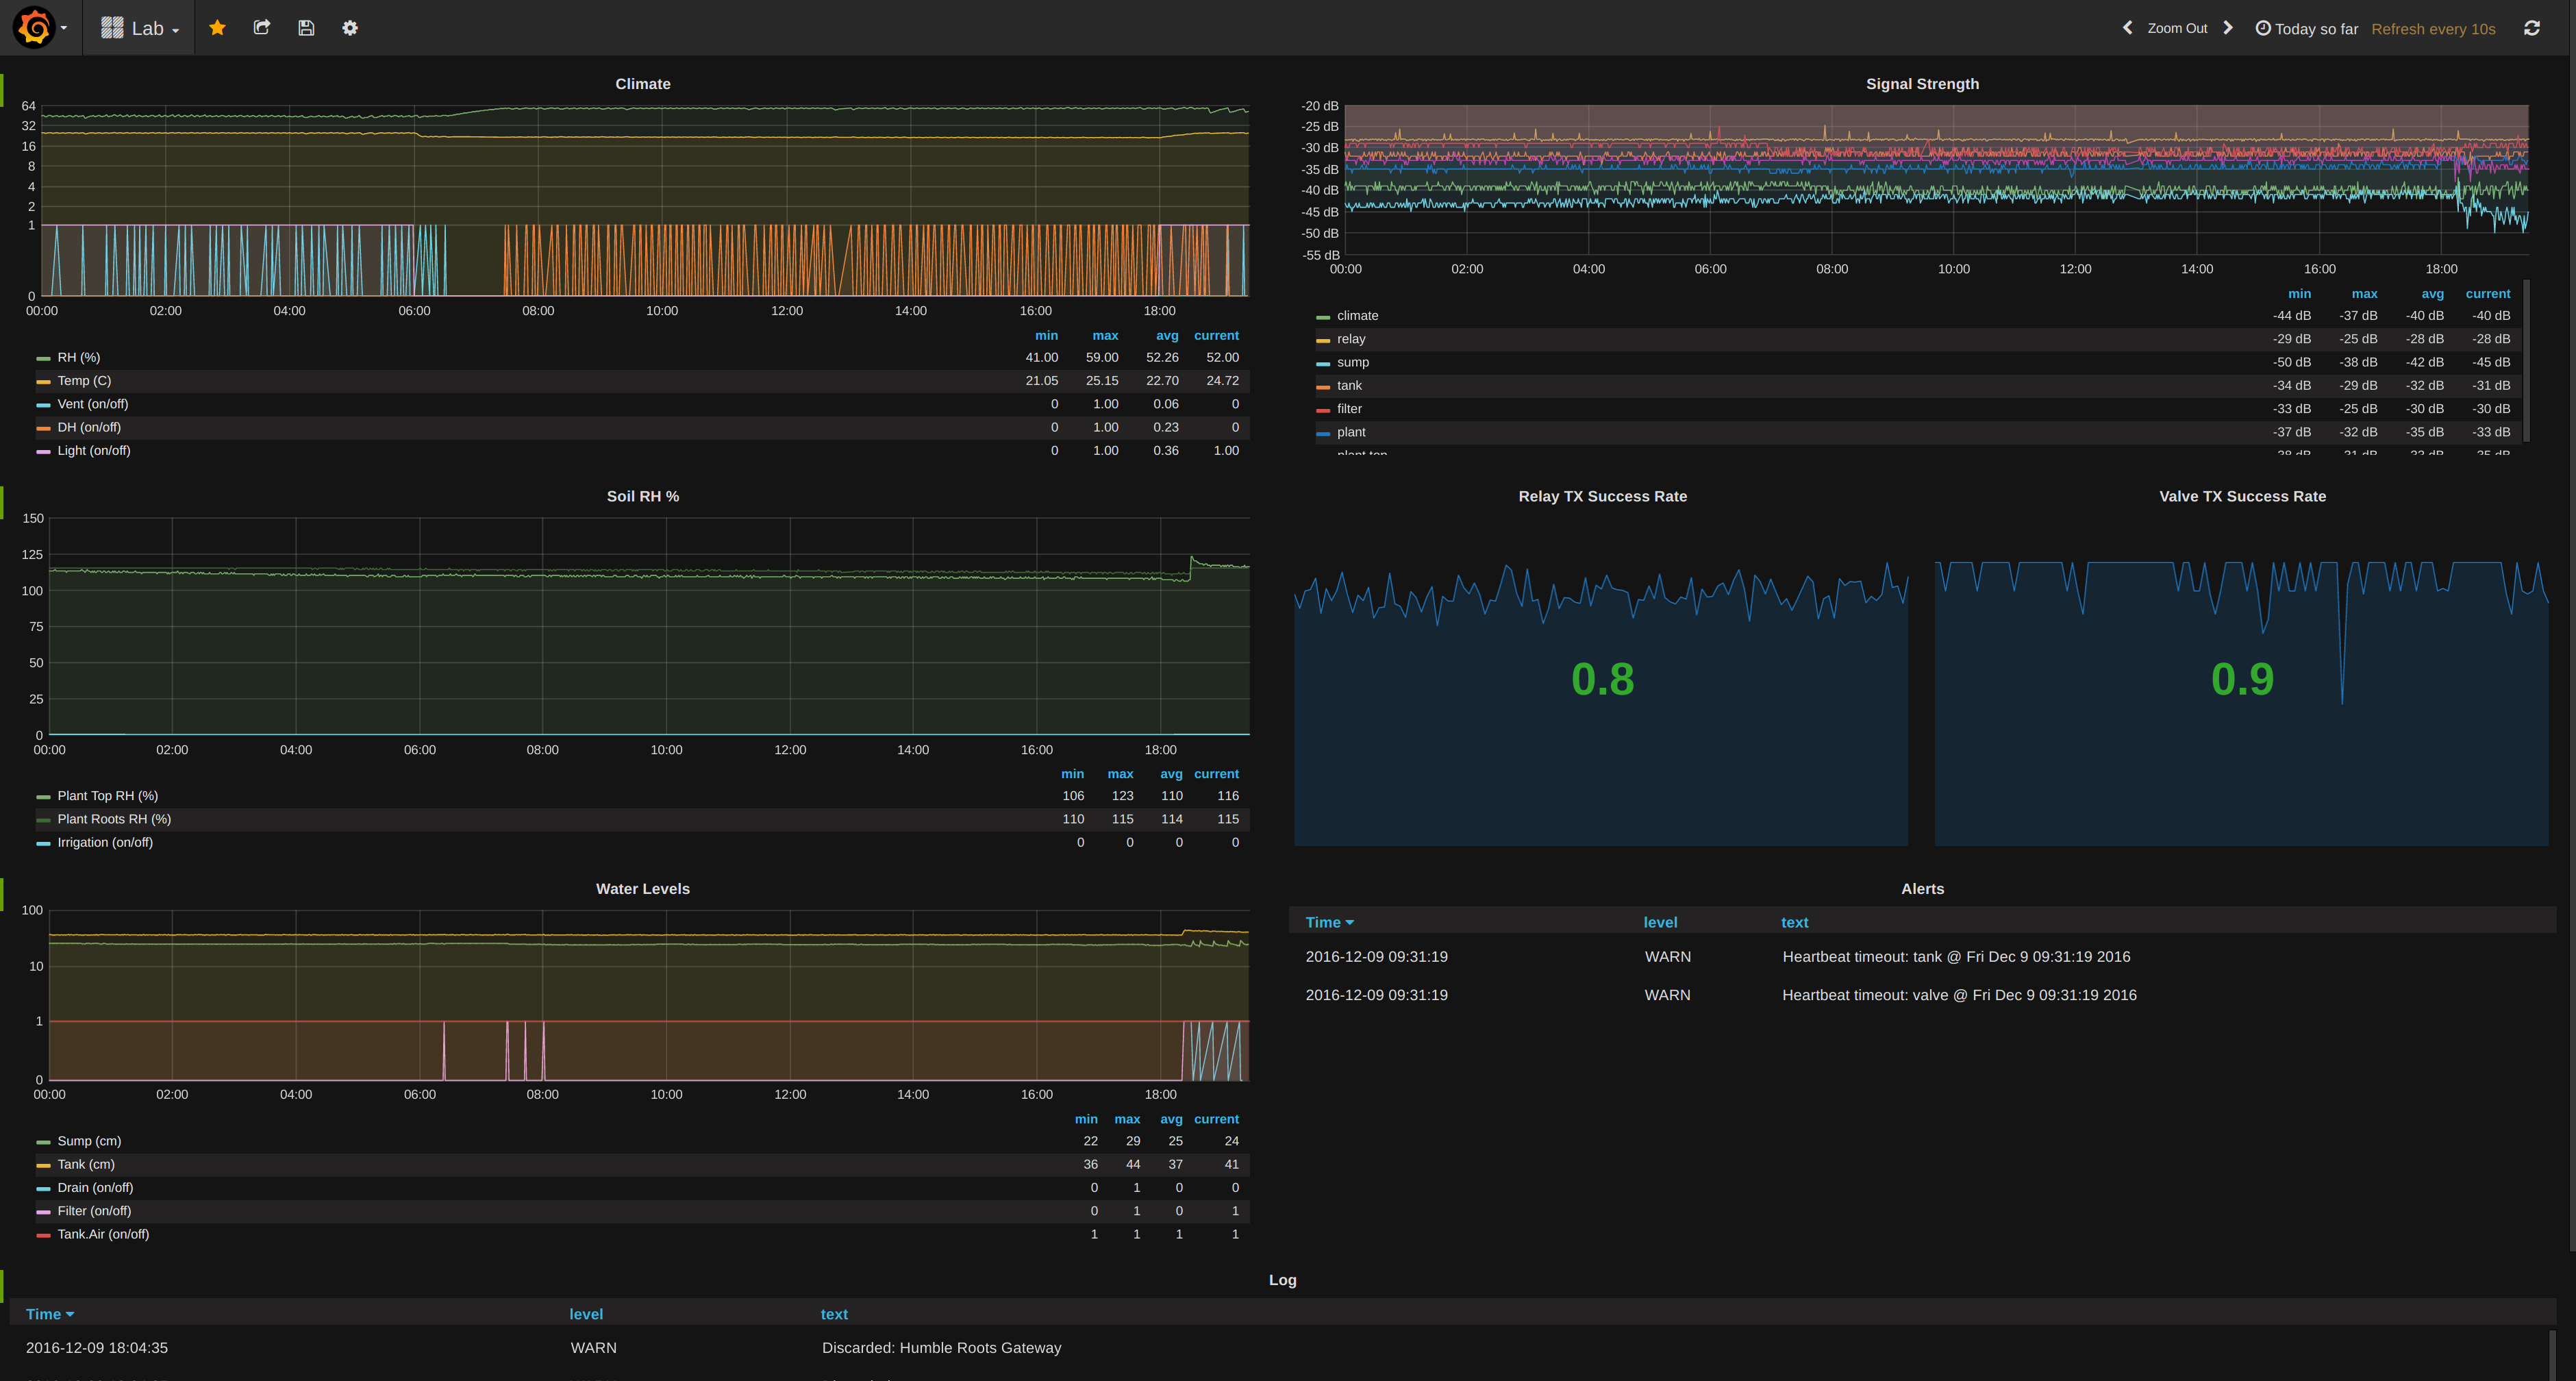 Lab
Zoom Out
Today so far Refresh every 10s
Climate
64
32
16
8
4
2
1
0
00:00 02:00 04:00 06:00 08:00 10:00 12:00 14:00 16:00 18:00
min max avg current
RH (%) 41.00 59.00 52.26 52.00
Temp (C) 21.05 25.15 22.70 24.72
Vent (on/off) 0 1.00 0.06 0
DH (on/off) 0 1.00 0.23 0
Light (on/off) 0 1.00 0.36 1.00
Signal Strength
-20 dB
-25 dB
-30 dB
-35 dB
-40 dB
-45 dB
-50 dB
-55 dB
00:00 02:00 04:00 06:00 08:00 10:00 12:00 14:00 16:00 18:00
min max avg current
climate -44 dB -37 dB -40 dB -40 dB
relay -29 dB -25 dB -28 dB -28 dB
sump -50 dB -38 dB -42 dB -45 dB
tank -34 dB -29 dB -32 dB -31 dB
filter -33 dB -25 dB -30 dB -30 dB
plant -37 dB -32 dB -35 dB -33 dB
plant top -38 dB -31 dB -33 dB -35 dB
Soil RH %
150
125
100
75
50
25
0
00:00 02:00 04:00 06:00 08:00 10:00 12:00 14:00 16:00 18:00
min max avg current
Plant Top RH (%) 106 123 110 116
Plant Roots RH (%) 110 115 114 115
Irrigation (on/off) 0 0 0 0
Relay TX Success Rate
0.8
Valve TX Success Rate
0.9
Water Levels
100
10
1
0
00:00 02:00 04:00 06:00 08:00 10:00 12:00 14:00 16:00 18:00
min max avg current
Sump (cm) 22 29 25 24
Tank (cm) 36 44 37 41
Drain (on/off) 0 1 0 0
Filter (on/off) 0 1 0 1
Tank.Air (on/off) 1 1 1 1
Alerts
Time level text
2016-12-09 09:31:19 WARN Heartbeat timeout: tank @ Fri Dec 9 09:31:19 2016
2016-12-09 09:31:19 WARN Heartbeat timeout: valve @ Fri Dec 9 09:31:19 2016
Log
Time level text
2016-12-09 18:04:35 WARN Discarded: Humble Roots Gateway